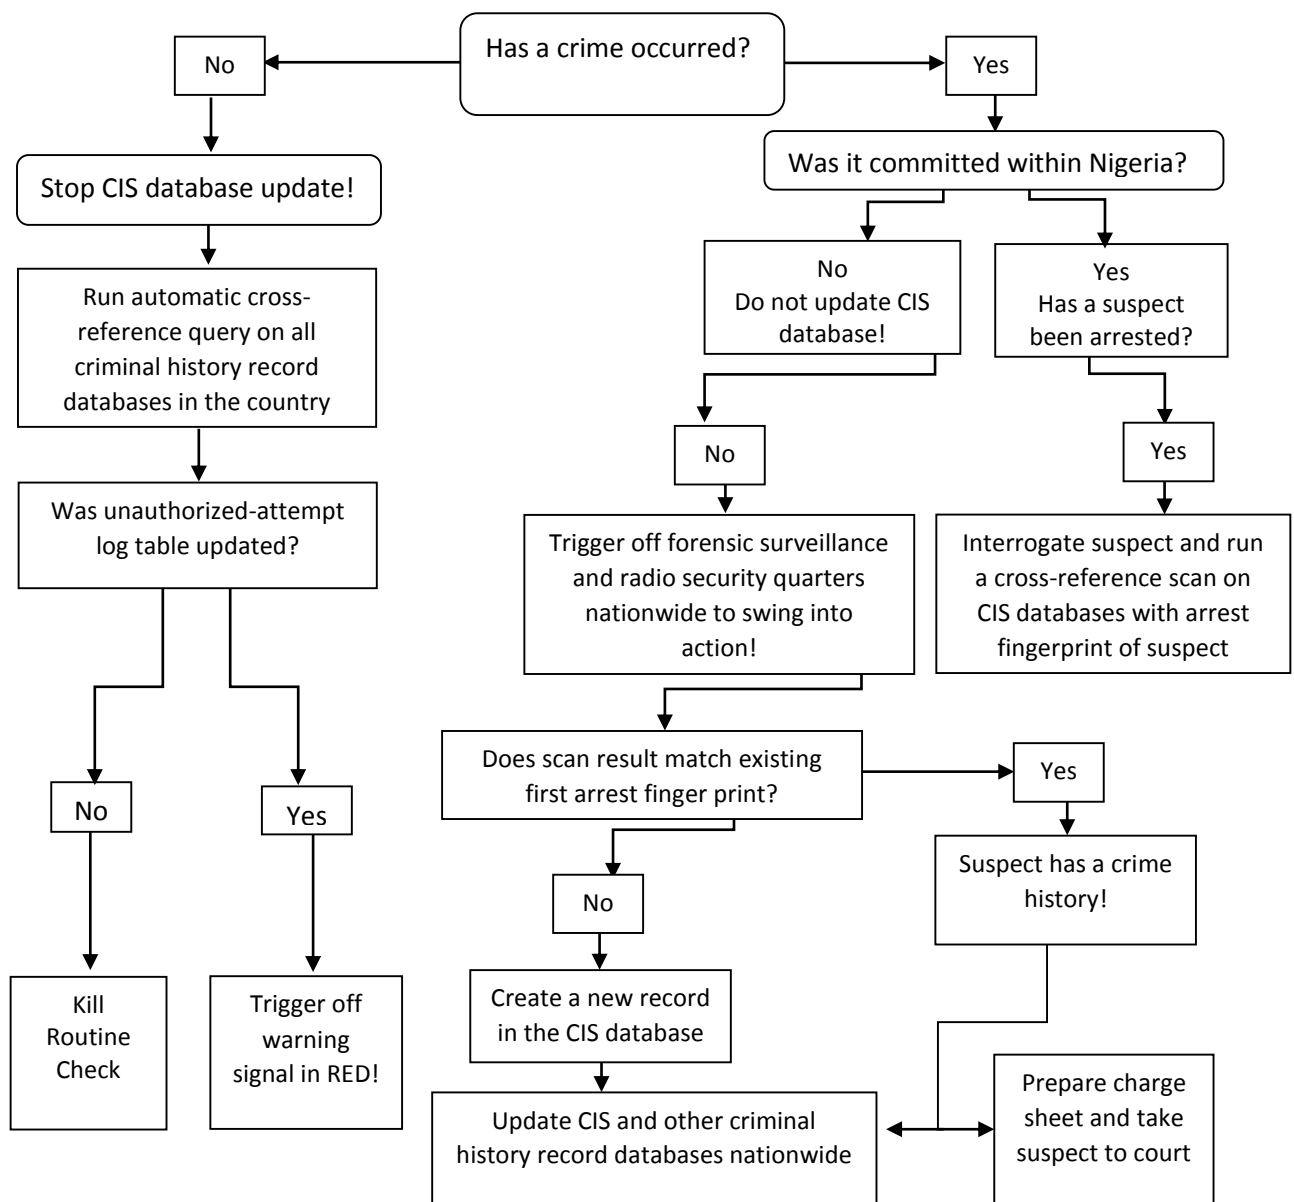 Has a crime occurred?
No
Yes
Was it committed within Nigeria?
Stop CIS database update!
No
Do not update CIS
database!
Yes
Has a suspect
been arrested?
Run automatic cross-
reference query on all
criminal history record
databases in the country
No
Yes
Was unauthorized-attempt
log table updated?
Trigger off forensic surveillance
and radio security quarters
nationwide to swing into
action!
Interrogate suspect and run
a cross-reference scan on
CIS databases with arrest
fingerprint of suspect
Does scan result match existing
first arrest finger print?
Yes
No
Yes
Suspect has a crime
history!
No
Kill
Routine
Check
Trigger off
warning
signal in RED!
Create a new record
in the CIS database
Prepare charge
sheet and take
suspect to court
Update CIS and other criminal
history record databases nationwide